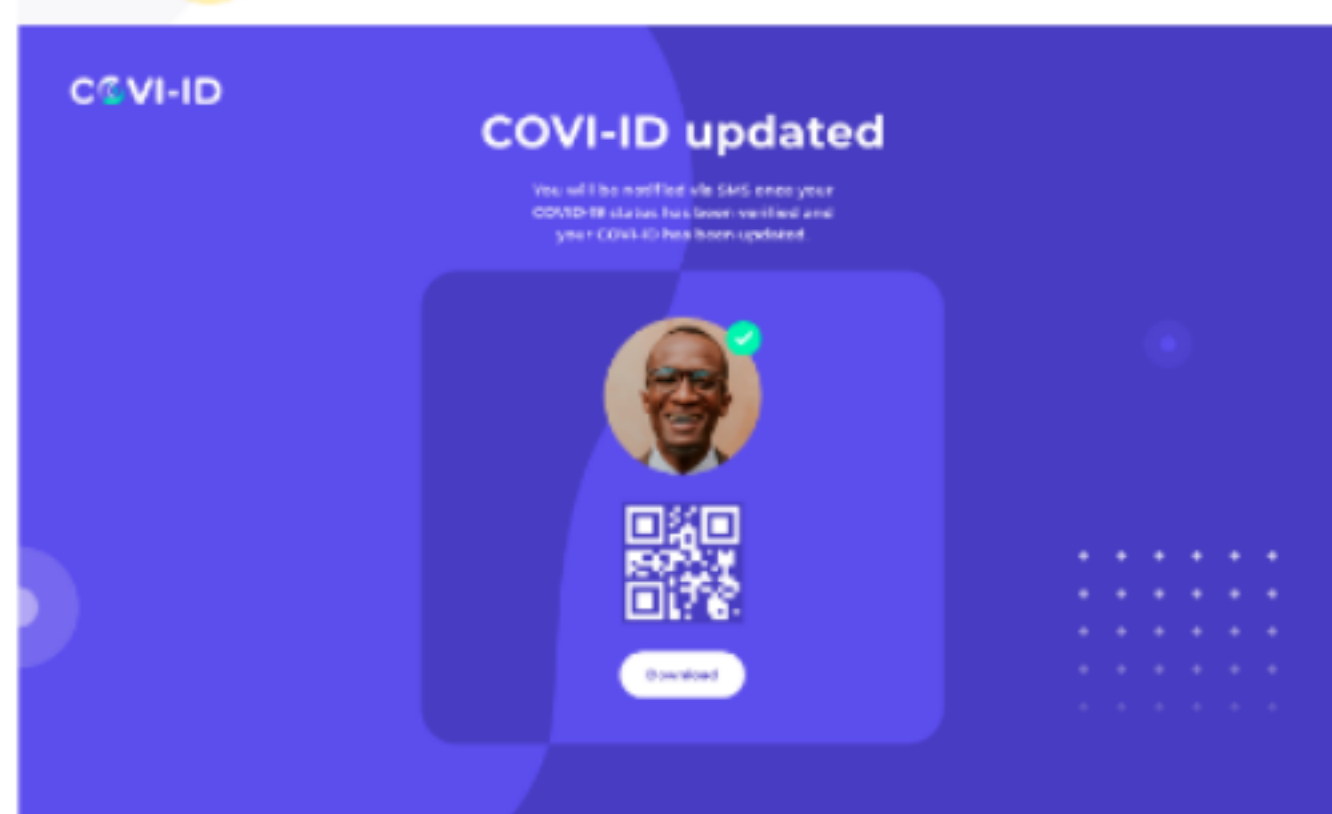 COVI-ID
COVI-ID updated
You will be notified via SMS once your
COVID-19 status has been verified and
your COVI-ID has been updated.
Download